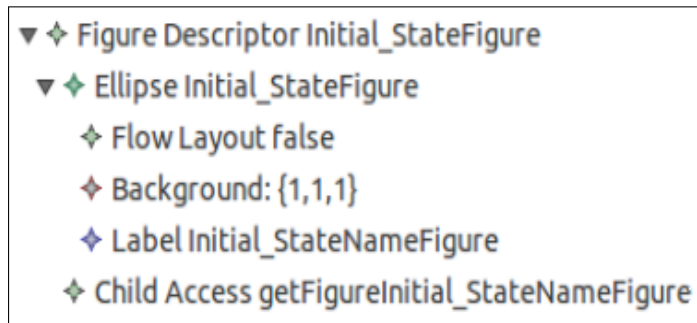 Figure Descriptor Initial_StateFigure
Ellipse Initial_StateFigure
Flow Layout false
Background: {1,1,1}
Label Initial_StateNameFigure
Child Access getFigureInitial_StateNameFigure